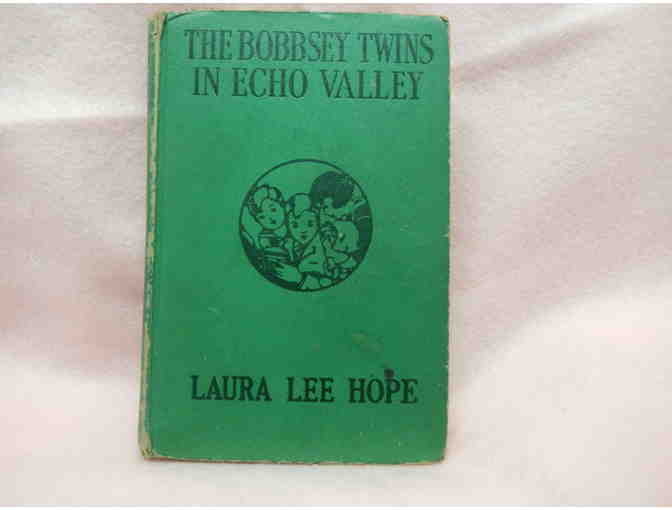 THE BOBBSEY TWINS
IN ECHO VALLEY
LAURA LEE HOPE